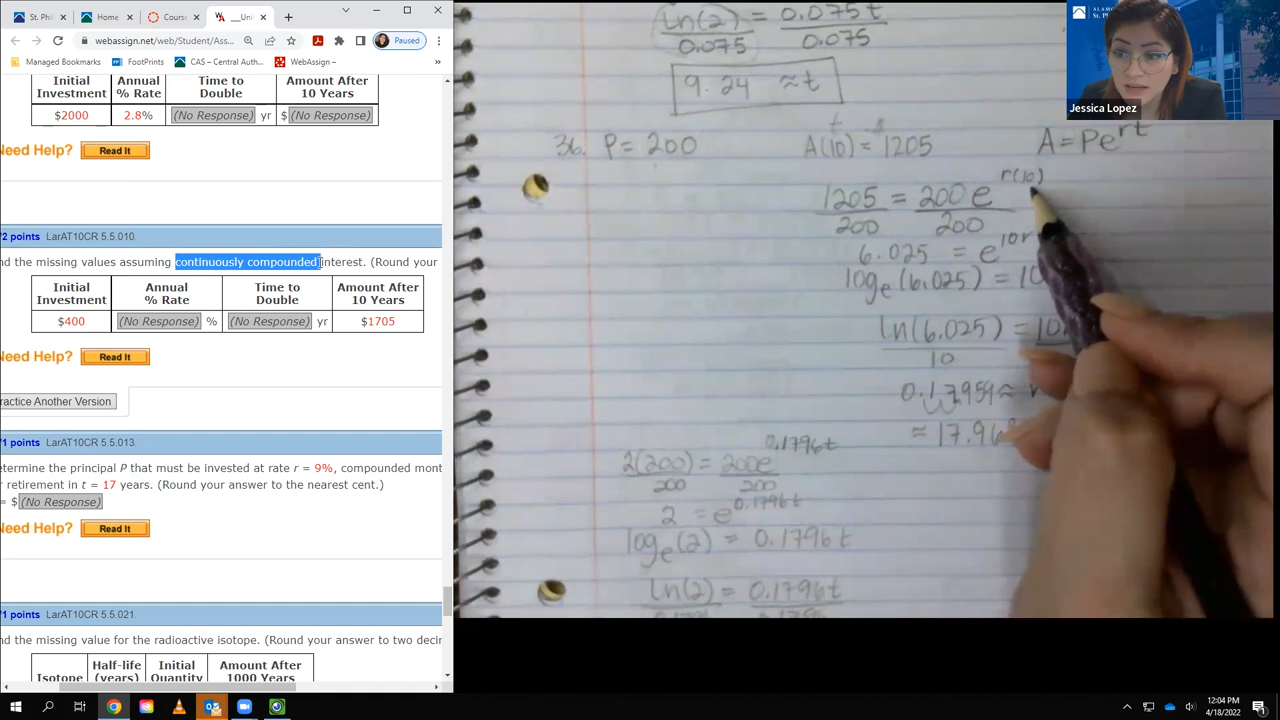 St. Phili
Home
Cours
__Uni
webassign.net/web/Student/Ass...
Paused
Managed Bookmarks
FootPrints
CAS – Central Auth...
WebAssign –...
»
Initial Investment
Annual % Rate
Time to Double
Amount After 10 Years
$2000
2.8%
(No Response) yr
$(No Response)
Need Help?
Read It
/2 points LarAT10CR 5.5.010.
nd the missing values assuming continuously compounded interest. (Round your
Initial Investment
Annual % Rate
Time to Double
Amount After 10 Years
$400
(No Response) %
(No Response) yr
$1705
Need Help?
Read It
ractice Another Version
/1 points LarAT10CR 5.5.013.
etermine the principal P that must be invested at rate r = 9%, compounded mont
r retirement in t = 17 years. (Round your answer to the nearest cent.)
= $(No Response)
Need Help?
Read It
/1 points LarAT10CR 5.5.021.
nd the missing value for the radioactive isotope. (Round your answer to two decin
Isotope
Half-life (years)
Initial Quantity
Amount After 1000 Years
ln(2) = 0.075t
0.075 0.075
9.24 ≈ t
36. P = 200 A(10) = 1205 A = Pe^rt
1205 = 200e^r(10)
200 200
6.025 = e^10r
log_e(6.025) = 10
ln(6.025) = 10
10
0.17959 ≈ r
≈ 17.96
2(200) = 200e^0.1796t
200 200
2 = e^0.1796t
log_e(2) = 0.1796t
ln(2) = 0.1796t
ALAMO
St. Ph
Jessica Lopez
12:04 PM
4/18/2022